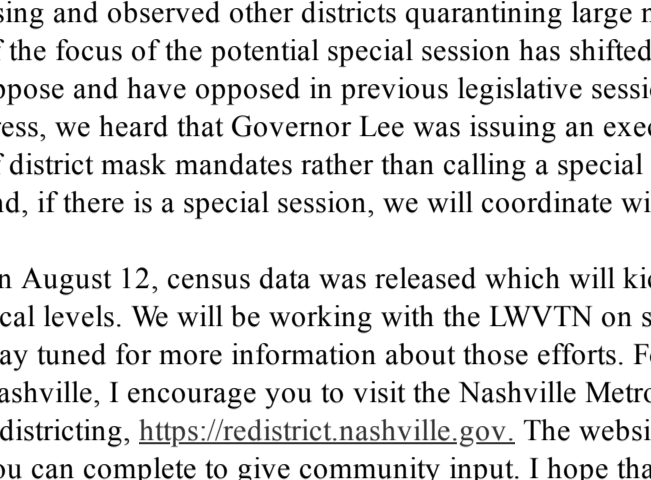 sing and observed other districts quarantining large
the focus of the potential special session has shifted
ppose and have opposed in previous legislative sessi
ress, we heard that Governor Lee was issuing an exec
district mask mandates rather than calling a special
nd, if there is a special session, we will coordinate wi
n August 12, census data was released which will kic
cal levels. We will be working with the LWVTN on s
ay tuned for more information about those efforts. Fo
ashville, I encourage you to visit the Nashville Metro
districting, https://redistrict.nashville.gov. The websi
ou can complete to give community input. I hope tha